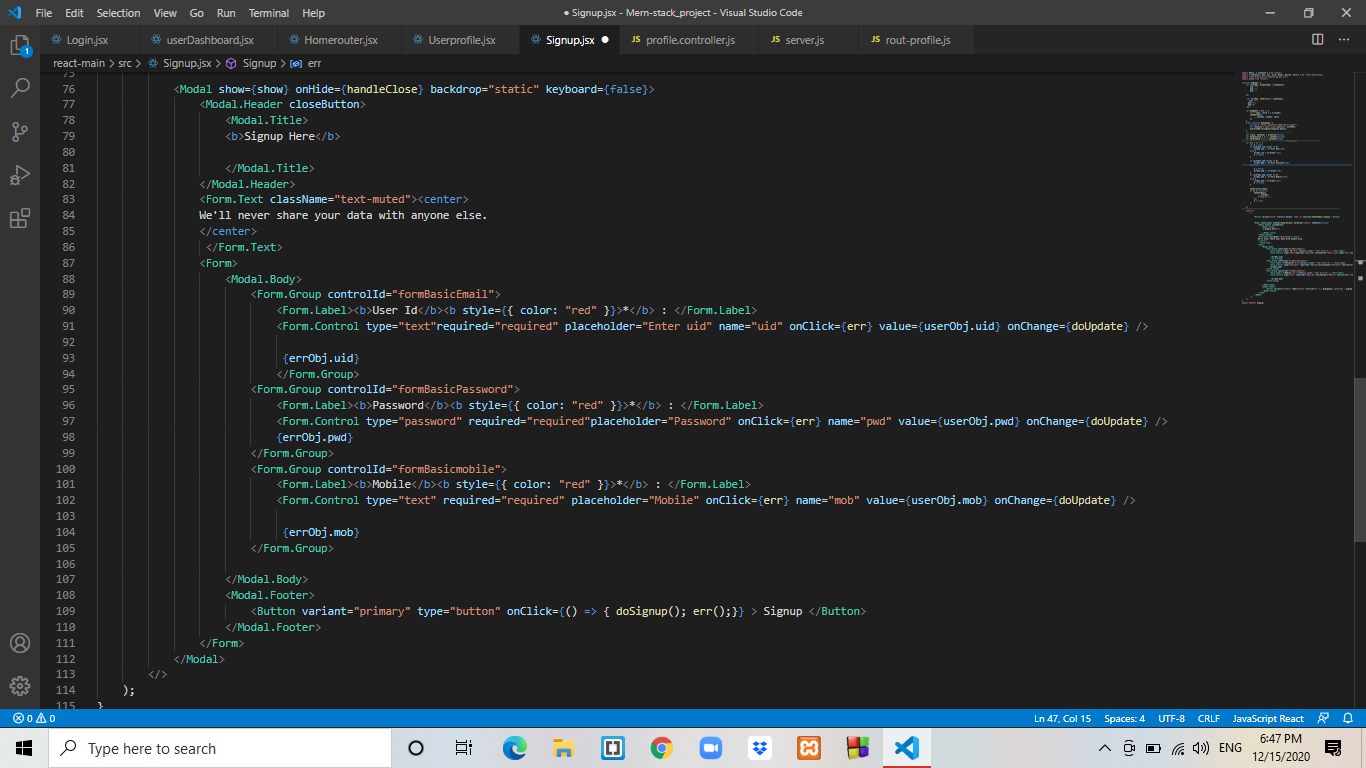 File Edit Selection View Go Run Terminal Help
● Signup.jsx - Mern-stack_project - Visual Studio Code
Login.jsx userDashboard.jsx Homerouter.jsx Userprofile.jsx Signup.jsx ● JS profile.controller.js JS server.js JS rout-profile.js
1
react-main > src > Signup.jsx > Signup > err
75
76 <Modal show={show} onHide={handleClose} backdrop="static" keyboard={false}>
77 <Modal.Header closeButton>
78 <Modal.Title>
79 <b>Signup Here</b>
80
81 </Modal.Title>
82 </Modal.Header>
83 <Form.Text className="text-muted"><center>
84 We'll never share your data with anyone else.
85 </center>
86 </Form.Text>
87 <Form>
88 <Modal.Body>
89 <Form.Group controlId="formBasicEmail">
90 <Form.Label><b>User Id</b><b style={{ color: "red" }}>*</b> : </Form.Label>
91 <Form.Control type="text"required="required" placeholder="Enter uid" name="uid" onClick={err} value={userObj.uid} onChange={doUpdate} />
92
93 {errObj.uid}
94 </Form.Group>
95 <Form.Group controlId="formBasicPassword">
96 <Form.Label><b>Password</b><b style={{ color: "red" }}>*</b> : </Form.Label>
97 <Form.Control type="password" required="required"placeholder="Password" onClick={err} name="pwd" value={userObj.pwd} onChange={doUpdate} />
98 {errObj.pwd}
99 </Form.Group>
100 <Form.Group controlId="formBasicmobile">
101 <Form.Label><b>Mobile</b><b style={{ color: "red" }}>*</b> : </Form.Label>
102 <Form.Control type="text" required="required" placeholder="Mobile" onClick={err} name="mob" value={userObj.mob} onChange={doUpdate} />
103
104 {errObj.mob}
105 </Form.Group>
106
107 </Modal.Body>
108 <Modal.Footer>
109 <Button variant="primary" type="button" onClick={() => { doSignup(); err();}} > Signup </Button>
110 </Modal.Footer>
111 </Form>
112 </Modal>
113 </>
114 );
115 }
0 0 Ln 47, Col 15 Spaces: 4 UTF-8 CRLF JavaScript React
Type here to search
ENG 6:47 PM
12/15/2020